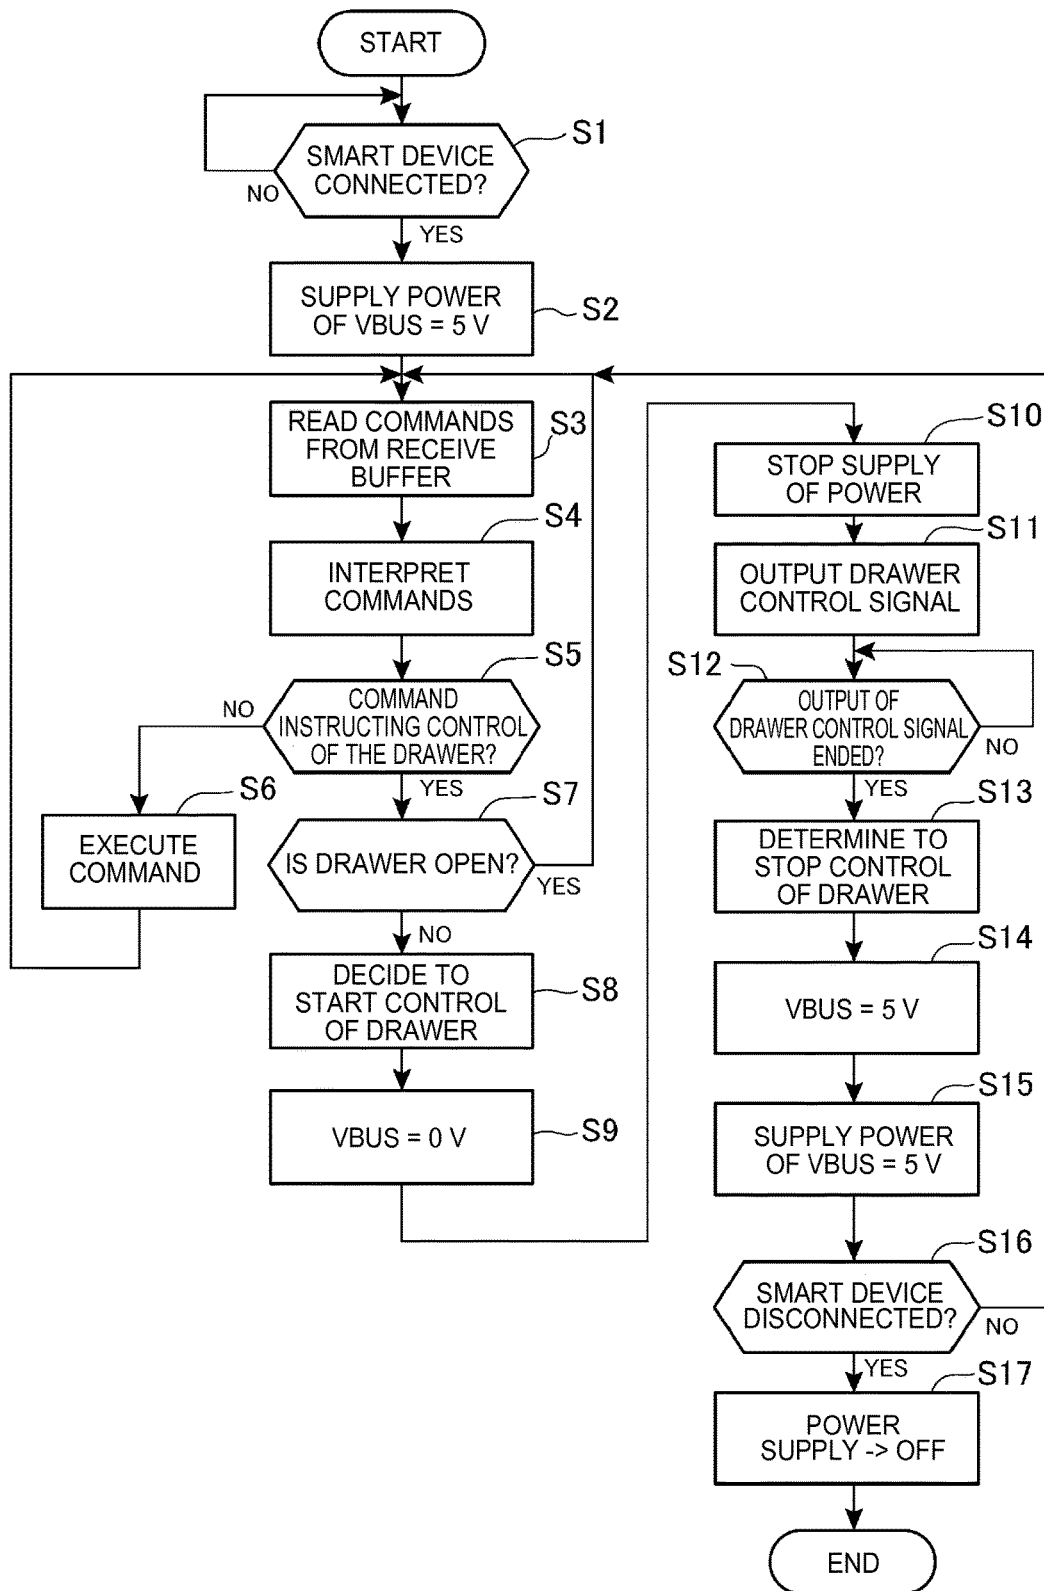 START
S1
SMART DEVICE
CONNECTED?
NO
YES
SUPPLY POWER
OF VBUS = 5 V
S2
READ COMMANDS
FROM RECEIVE
BUFFER
S3
S4
INTERPRET
COMMANDS
S5
COMMAND
INSTRUCTING CONTROL
OF THE DRAWER?
NO
YES
S6
EXECUTE
COMMAND
S7
IS DRAWER OPEN?
YES
NO
DECIDE TO
START CONTROL
OF DRAWER
S8
VBUS = 0 V
S9
S10
STOP SUPPLY
OF POWER
S11
OUTPUT DRAWER
CONTROL SIGNAL
S12
OUTPUT OF
DRAWER CONTROL SIGNAL
ENDED?
NO
YES
S13
DETERMINE TO
STOP CONTROL
OF DRAWER
S14
VBUS = 5 V
S15
SUPPLY POWER
OF VBUS = 5 V
S16
SMART DEVICE
DISCONNECTED?
NO
YES
S17
POWER
SUPPLY -> OFF
END